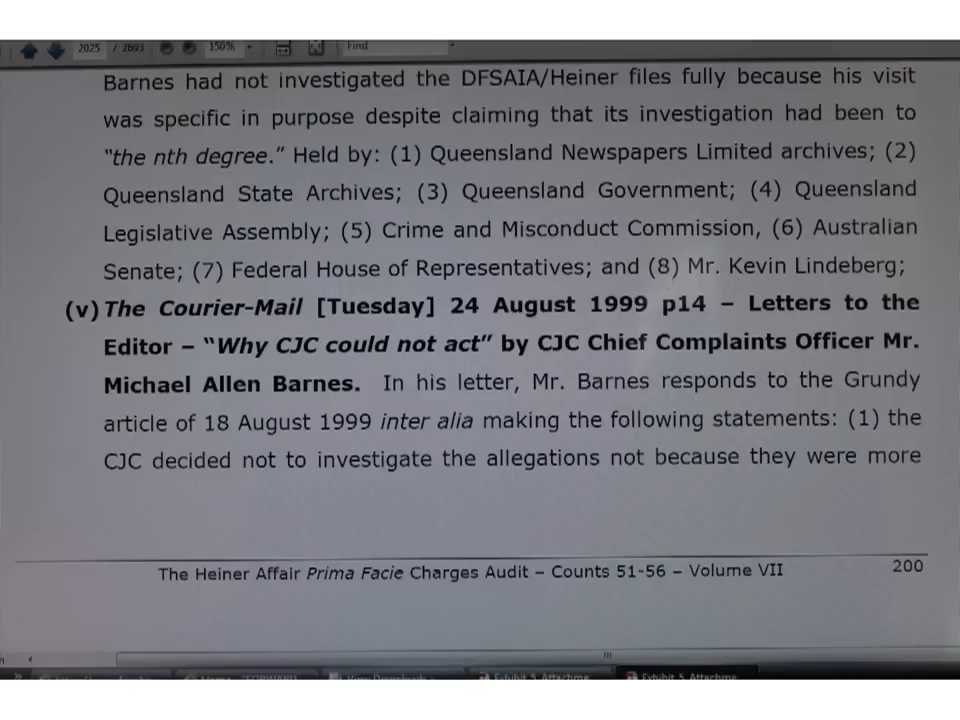 2025 / 2693 150% Find
Barnes had not investigated the DFSAIA/Heiner files fully because his visit
was specific in purpose despite claiming that its investigation had been to
"the nth degree." Held by: (1) Queensland Newspapers Limited archives; (2)
Queensland State Archives; (3) Queensland Government; (4) Queensland
Legislative Assembly; (5) Crime and Misconduct Commission, (6) Australian
Senate; (7) Federal House of Representatives; and (8) Mr. Kevin Lindeberg;
(v) The Courier-Mail [Tuesday] 24 August 1999 p14 – Letters to the
Editor – "Why CJC could not act" by CJC Chief Complaints Officer Mr.
Michael Allen Barnes. In his letter, Mr. Barnes responds to the Grundy
article of 18 August 1999 inter alia making the following statements: (1) the
CJC decided not to investigate the allegations not because they were more
The Heiner Affair Prima Facie Charges Audit – Counts 51-56 – Volume VII 200
Exhibit 5 Attachme... Exhibit 5 Attachme...